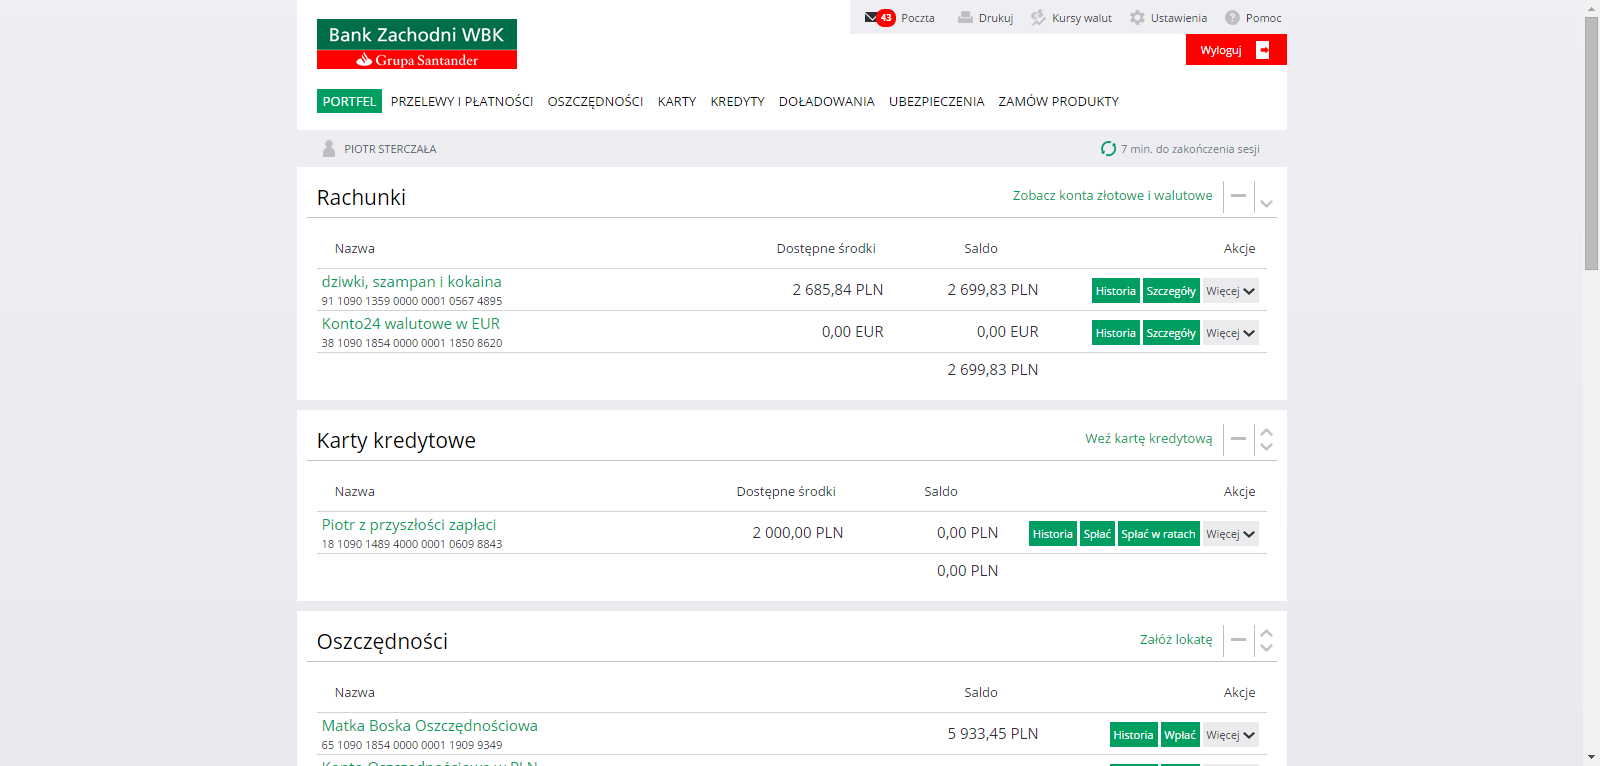 43 Poczta Drukuj Kursy walut Ustawienia Pomoc
Bank Zachodni WBK
Grupa Santander
Wyloguj
PORTFEL PRZELEWY I PŁATNOŚCI OSZCZĘDNOŚCI KARTY KREDYTY DOŁADOWANIA UBEZPIECZENIA ZAMÓW PRODUKTY
PIOTR STERCZAŁA 7 min. do zakończenia sesji
Rachunki Zobacz konta złotowe i walutowe
Nazwa Dostępne środki Saldo Akcje
dziwki, szampan i kokaina 2 685,84 PLN 2 699,83 PLN Historia Szczegóły Więcej
91 1090 1359 0000 0001 0567 4895
Konto24 walutowe w EUR 0,00 EUR 0,00 EUR Historia Szczegóły Więcej
38 1090 1854 0000 0001 1850 8620
2 699,83 PLN
Karty kredytowe Weź kartę kredytową
Nazwa Dostępne środki Saldo Akcje
Piotr z przyszłości zapłaci 2 000,00 PLN 0,00 PLN Historia Spłać Spłać w ratach Więcej
18 1090 1489 4000 0001 0609 8843
0,00 PLN
Oszczędności Załóż lokatę
Nazwa Saldo Akcje
Matka Boska Oszczędnościowa 5 933,45 PLN Historia Wpłać Więcej
65 1090 1854 0000 0001 1909 9349
Konto Oszczędnościowe w PLN